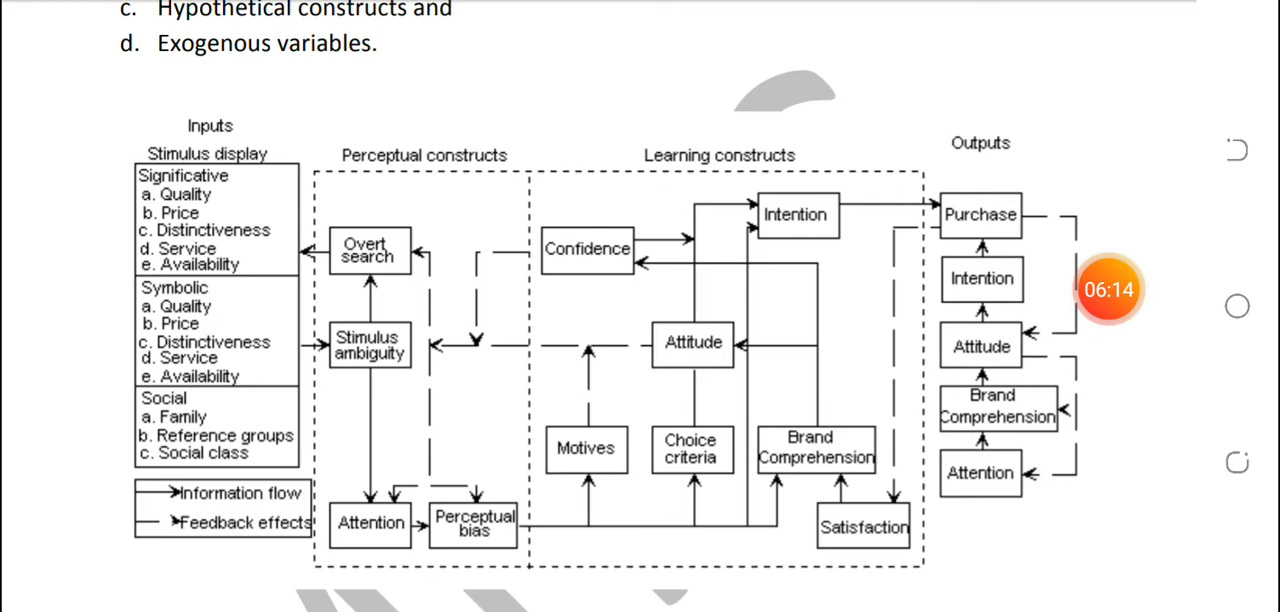 c. Hypothetical constructs and
d. Exogenous variables.
Inputs
Stimulus display
Significative
a. Quality
b. Price
c. Distinctiveness
d. Service
e. Availability
Symbolic
a. Quality
b. Price
c. Distinctiveness
d. Service
e. Availability
Social
a. Family
b. Reference groups
c. Social class
Information flow
Feedback effects
Perceptual constructs
Overt
search
Stimulus
ambiguity
Attention
Perceptual
bias
Learning constructs
Confidence
Intention
Attitude
Motives
Choice
criteria
Brand
Comprehension
Satisfaction
Outputs
Purchase
Intention
Attitude
Brand
Comprehension
Attention
06:14